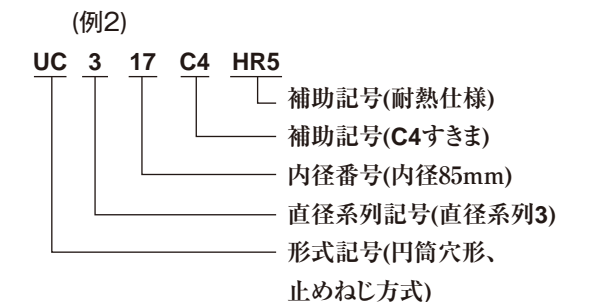 (例2)
UC 3 17 C4 HR5
補助記号(耐熱仕様)
補助記号(C4すきま)
内径番号(内径85mm)
直径系列記号(直径系列3)
形式記号(円筒穴形、
止めねじ方式)